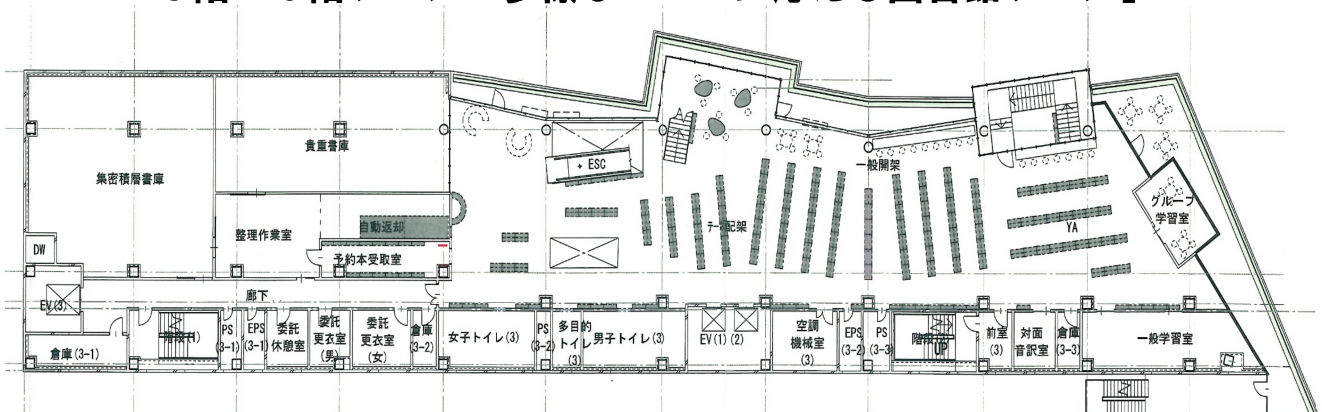 貴重書庫
集密積層書庫
整理作業室
自動返却
予約本受取室
DW
EV(3)
廊下
倉庫(3-1)
階段(1)
PS
(3-1)
EPS
(3-1)
委託
休憩室
委託
更衣室
(男)
委託
更衣室
(女)
倉庫
(3-2)
女子トイレ(3)
PS
(3-2)
多目的
トイレ
(3)
男子トイレ(3)
EV(1)(2)
空調
機械室
(3)
EPS
(3-2)
PS
(3-3)
階段
UP
前室
(3)
対面
音訳室
倉庫
(3-3)
一般学習室
ESC
一般開架
テーマ配架
YA
グループ
学習室